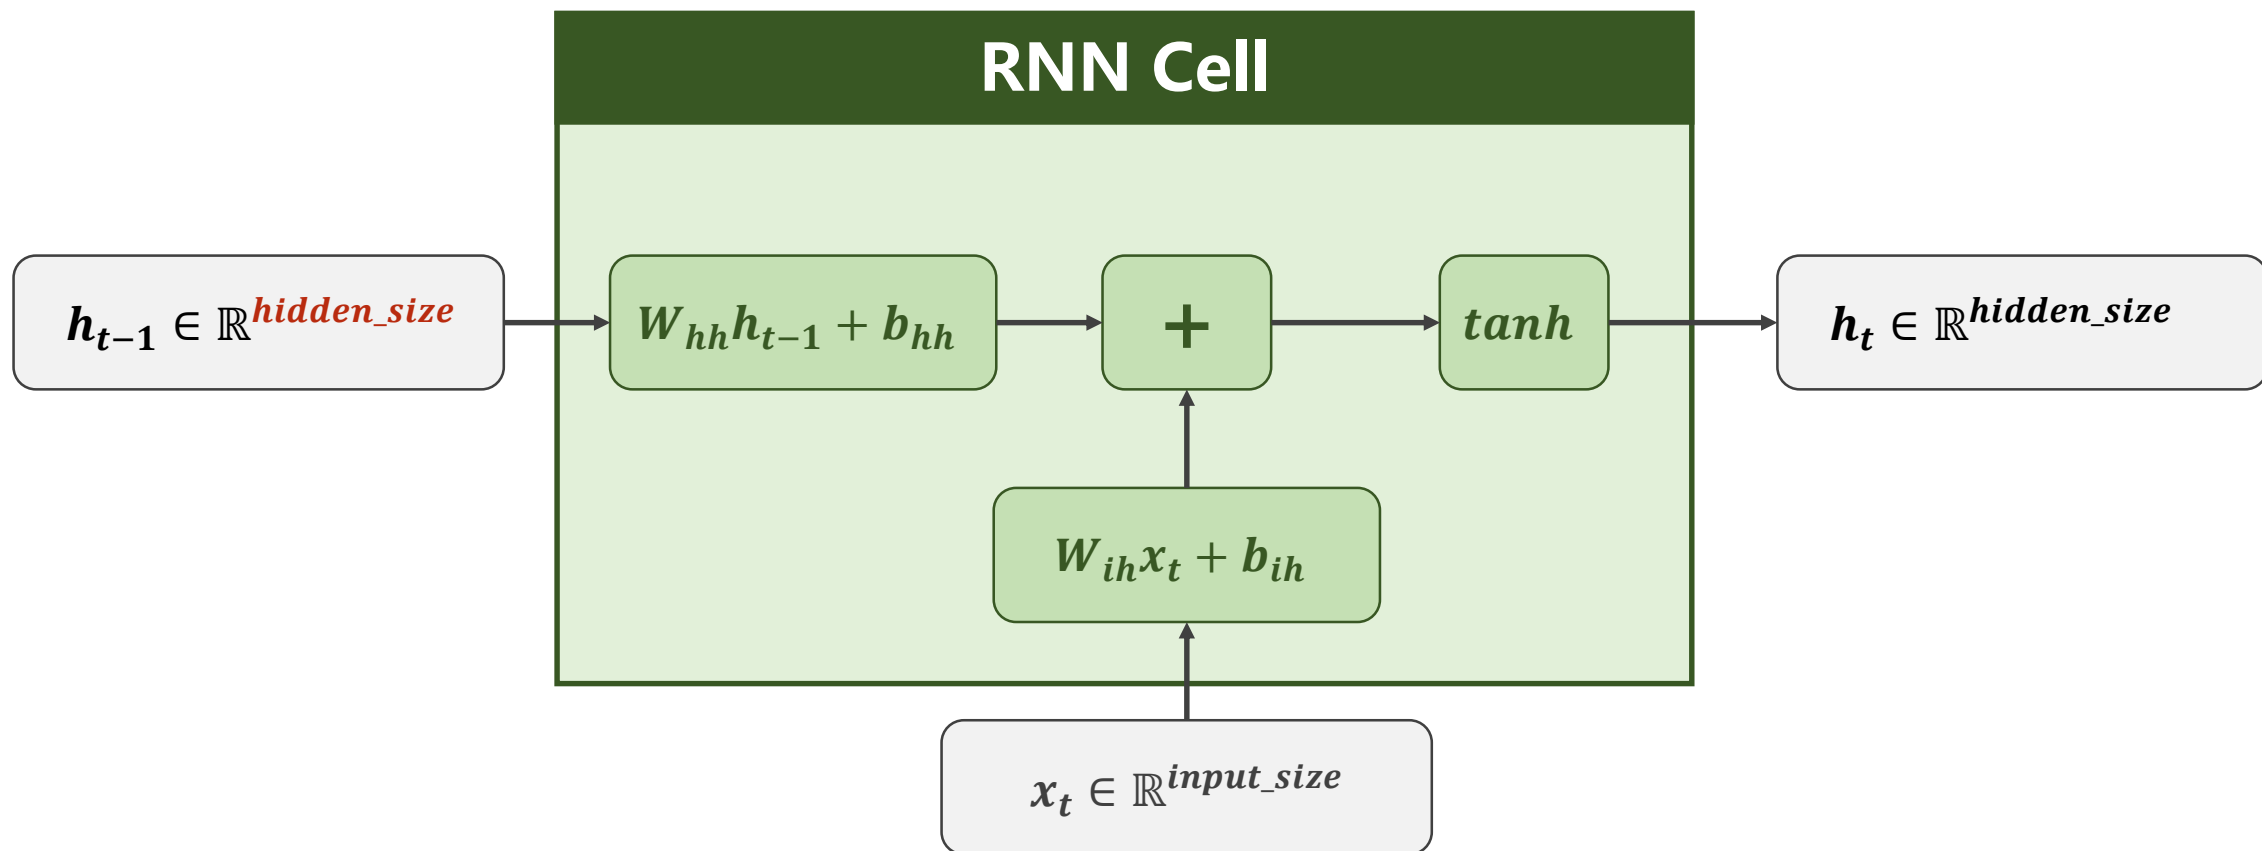 RNN Cell
h_{t−1} ∈ ℝ^{hidden_size}
W_{hh}h_{t−1} + b_{hh}
+
tanh
h_t ∈ ℝ^{hidden_size}
W_{ih}x_t + b_{ih}
x_t ∈ ℝ^{input_size}